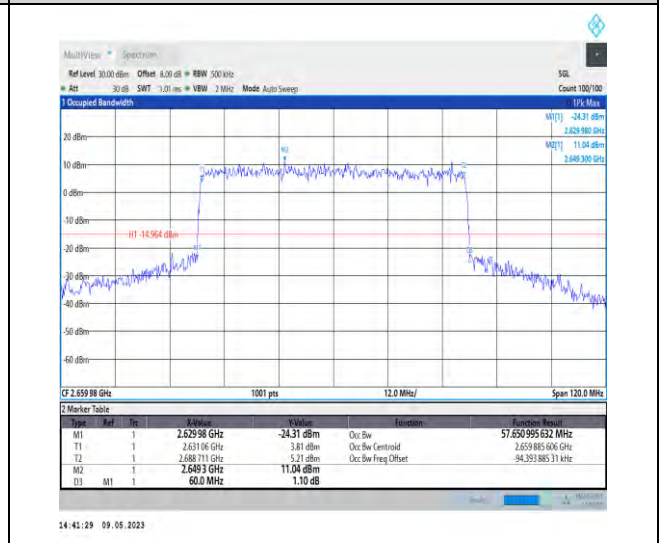 MultiView Spectrum
Ref Level 30.00 dBm Offset 8.00 dB RBW 500 kHz SGL
Att 30 dB SWT 1.01 ms VBW 2 MHz Mode Auto Sweep Count 100/100
1 Occupied Bandwidth 1Pk Max
M1[1] -24.31 dBm
2.629 980 GHz
20 dBm M2[1] 11.04 dBm
M2 2.649 300 GHz
10 dBm
0 dBm
-10 dBm
H1 -14.964 dBm
-20 dBm
M1
-30 dBm
-40 dBm
-50 dBm
-60 dBm
CF 2.659 98 GHz 1001 pts 12.0 MHz/ Span 120.0 MHz
2 Marker Table
Type Ref Trc X-Value Y-Value Function Function Result
M1 1 2.629 98 GHz -24.31 dBm Occ Bw 57.650 995 632 MHz
T1 1 2.631 06 GHz 3.81 dBm Occ Bw Centroid 2.659 885 606 GHz
T2 1 2.688 711 GHz 5.21 dBm Occ Bw Freq Offset -94.393 885 31 kHz
M2 1 2.649 3 GHz 11.04 dBm
D3 M1 1 60.0 MHz 1.10 dB
14:41:29 09.05.2023